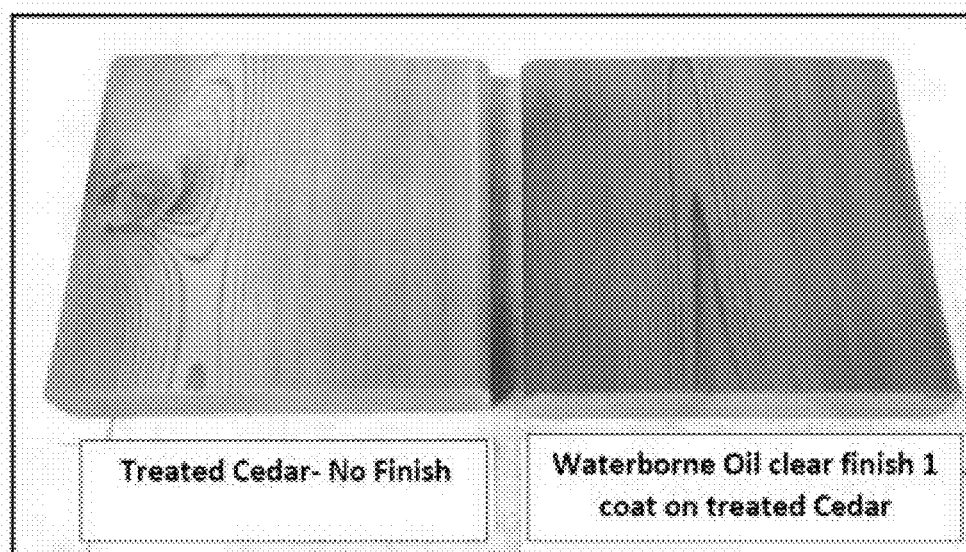 Treated Cedar- No Finish
Waterborne Oil clear finish 1
coat on treated Cedar